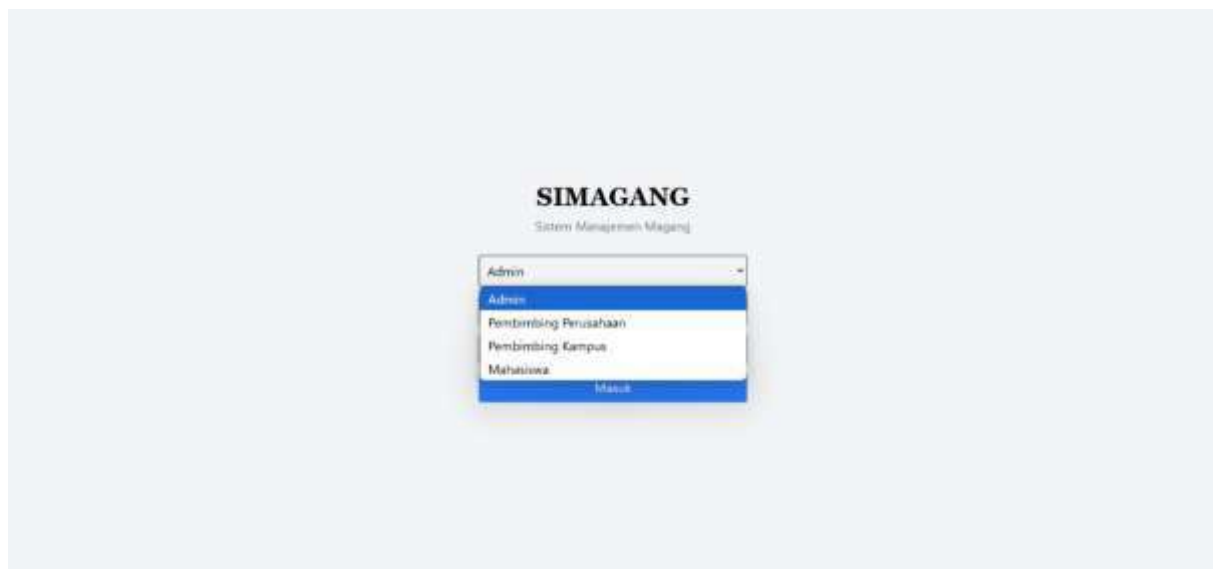 SIMAGANG
Sistem Manajemen Magang
Admin
Admin
Pembimbing Perusahaan
Pembimbing Kampus
Mahasiswa
Masuk